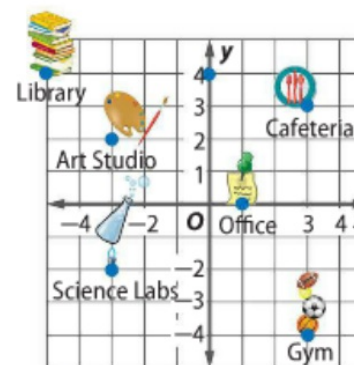 y
4
Library
3
Cafeteria
2
Art Studio
1
−4 −2 O Office 3 4
−2
Science Labs
−3
−4
Gym